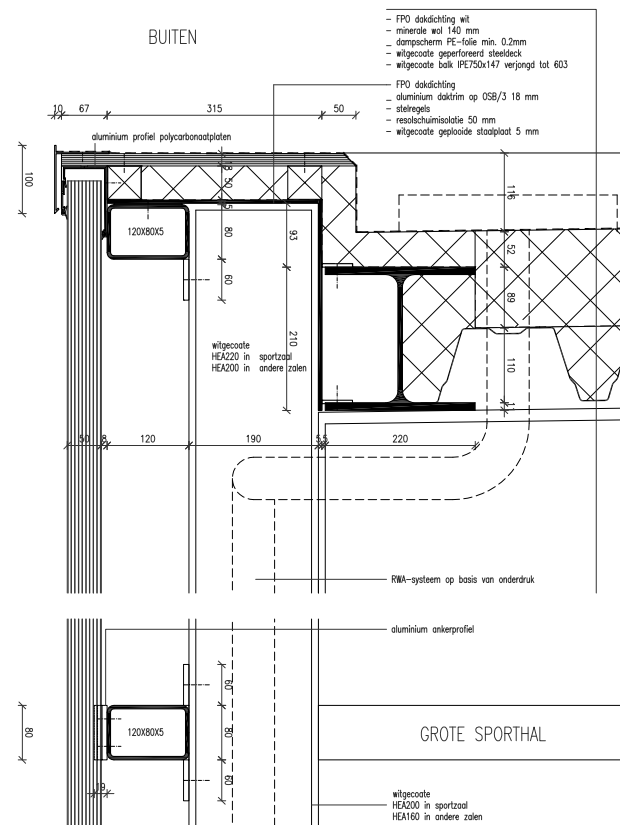 BUITEN
- FPO dakdichting wit
- minerale wol 140 mm
_ dampscherm PE-folie min. 0.2mm
- witgecoate geperforeerd steeldeck
- witgecoate balk IPE750x147 verjongd tot 603
- FPO dakdichting
_ aluminium daktrim op OSB/3 18 mm
- stelregels
- resolschuimisolatie 50 mm
- witgecoate geplooide staalplaat 5 mm
10 67 315 50
aluminium profiel polycarbonaatplaten
100
18
50
5
80
60
93
210
116
52
89
110
120X80X5
witgecoate
HEA220 in sportzaal
HEA200 in andere zalen
50 8 120 190 5 5 220
RWA-systeem op basis van onderdruk
aluminium ankerprofiel
60
80
60
80
120X80X5
19
GROTE SPORTHAL
witgecoate
HEA200 in sportzaal
HEA160 in andere zalen